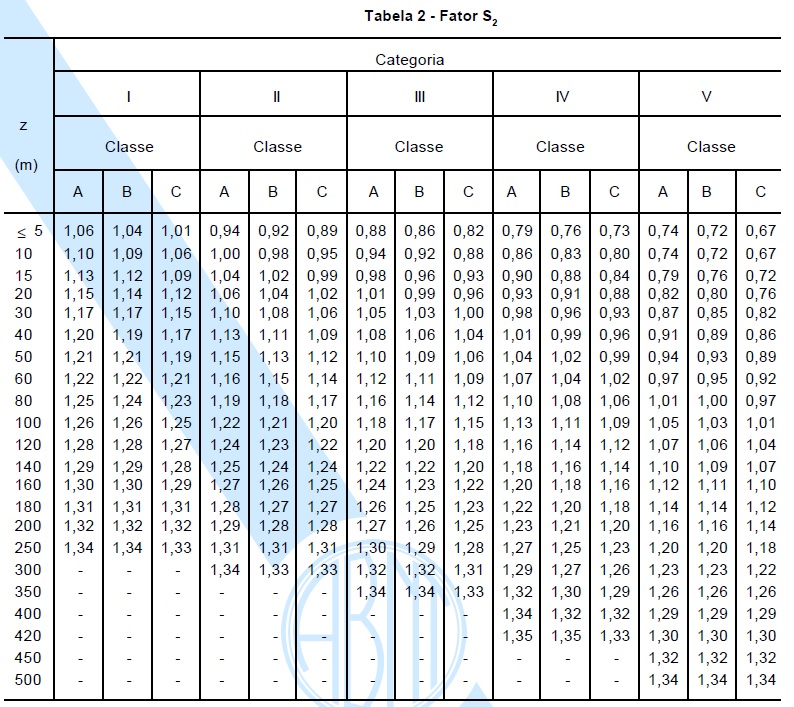 Tabela 2 - Fator S2
Categoria
I II III IV V
z
Classe Classe Classe Classe Classe
(m)
A B C A B C A B C A B C A B C
≤ 5 1,06 1,04 1,01 0,94 0,92 0,89 0,88 0,86 0,82 0,79 0,76 0,73 0,74 0,72 0,67
10 1,10 1,09 1,06 1,00 0,98 0,95 0,94 0,92 0,88 0,86 0,83 0,80 0,74 0,72 0,67
15 1,13 1,12 1,09 1,04 1,02 0,99 0,98 0,96 0,93 0,90 0,88 0,84 0,79 0,76 0,72
20 1,15 1,14 1,12 1,06 1,04 1,02 1,01 0,99 0,96 0,93 0,91 0,88 0,82 0,80 0,76
30 1,17 1,17 1,15 1,10 1,08 1,06 1,05 1,03 1,00 0,98 0,96 0,93 0,87 0,85 0,82
40 1,20 1,19 1,17 1,13 1,11 1,09 1,08 1,06 1,04 1,01 0,99 0,96 0,91 0,89 0,86
50 1,21 1,21 1,19 1,15 1,13 1,12 1,10 1,09 1,06 1,04 1,02 0,99 0,94 0,93 0,89
60 1,22 1,22 1,21 1,16 1,15 1,14 1,12 1,11 1,09 1,07 1,04 1,02 0,97 0,95 0,92
80 1,25 1,24 1,23 1,19 1,18 1,17 1,16 1,14 1,12 1,10 1,08 1,06 1,01 1,00 0,97
100 1,26 1,26 1,25 1,22 1,21 1,20 1,18 1,17 1,15 1,13 1,11 1,09 1,05 1,03 1,01
120 1,28 1,28 1,27 1,24 1,23 1,22 1,20 1,20 1,18 1,16 1,14 1,12 1,07 1,06 1,04
140 1,29 1,29 1,28 1,25 1,24 1,24 1,22 1,22 1,20 1,18 1,16 1,14 1,10 1,09 1,07
160 1,30 1,30 1,29 1,27 1,26 1,25 1,24 1,23 1,22 1,20 1,18 1,16 1,12 1,11 1,10
180 1,31 1,31 1,31 1,28 1,27 1,27 1,26 1,25 1,23 1,22 1,20 1,18 1,14 1,14 1,12
200 1,32 1,32 1,32 1,29 1,28 1,28 1,27 1,26 1,25 1,23 1,21 1,20 1,16 1,16 1,14
250 1,34 1,34 1,33 1,31 1,31 1,31 1,30 1,29 1,28 1,27 1,25 1,23 1,20 1,20 1,18
300 - - - 1,34 1,33 1,33 1,32 1,32 1,31 1,29 1,27 1,26 1,23 1,23 1,22
350 - - - - - - 1,34 1,34 1,33 1,32 1,30 1,29 1,26 1,26 1,26
400 - - - - - - - - - 1,34 1,32 1,32 1,29 1,29 1,29
420 - - - - - - - - - 1,35 1,35 1,33 1,30 1,30 1,30
450 - - - - - - - - - - - - 1,32 1,32 1,32
500 - - - - - - - - - - - - 1,34 1,34 1,34
ABNT